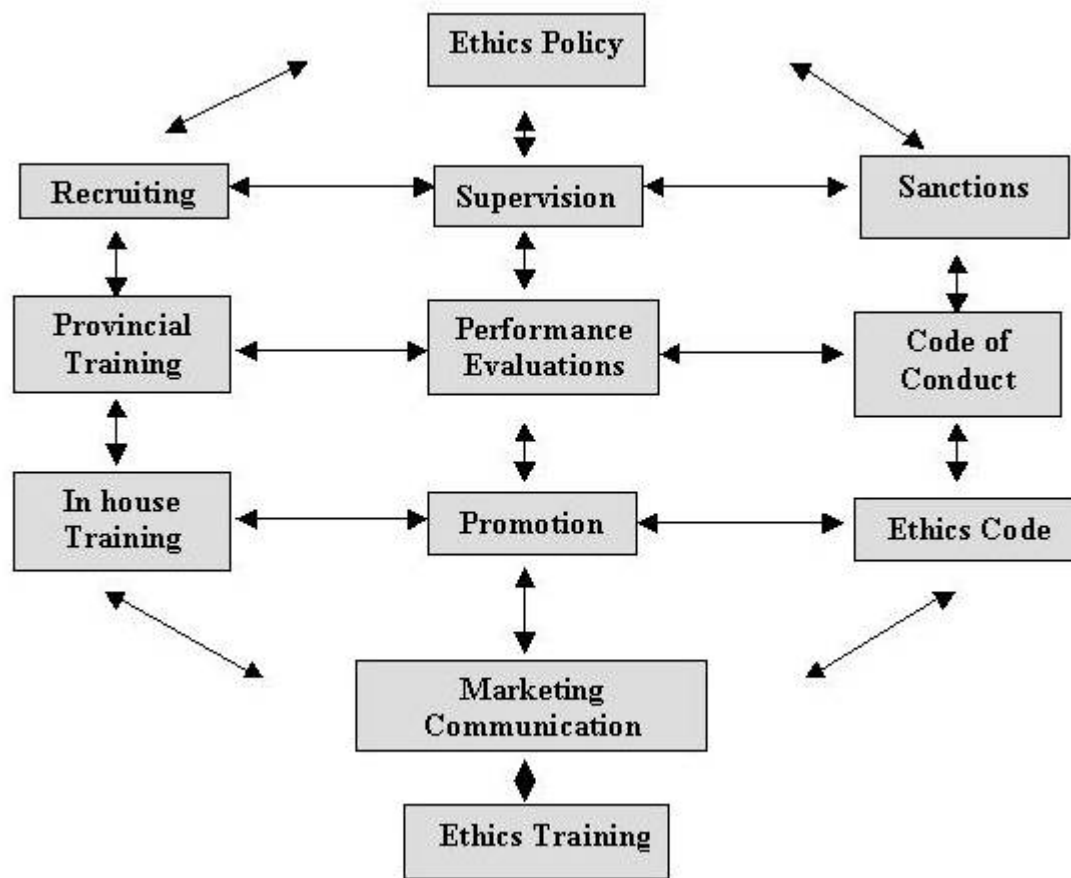 Ethics Policy
Recruiting
Supervision
Sanctions
Provincial
Training
Performance
Evaluations
Code of
Conduct
In house
Training
Promotion
Ethics Code
Marketing
Communication
Ethics Training